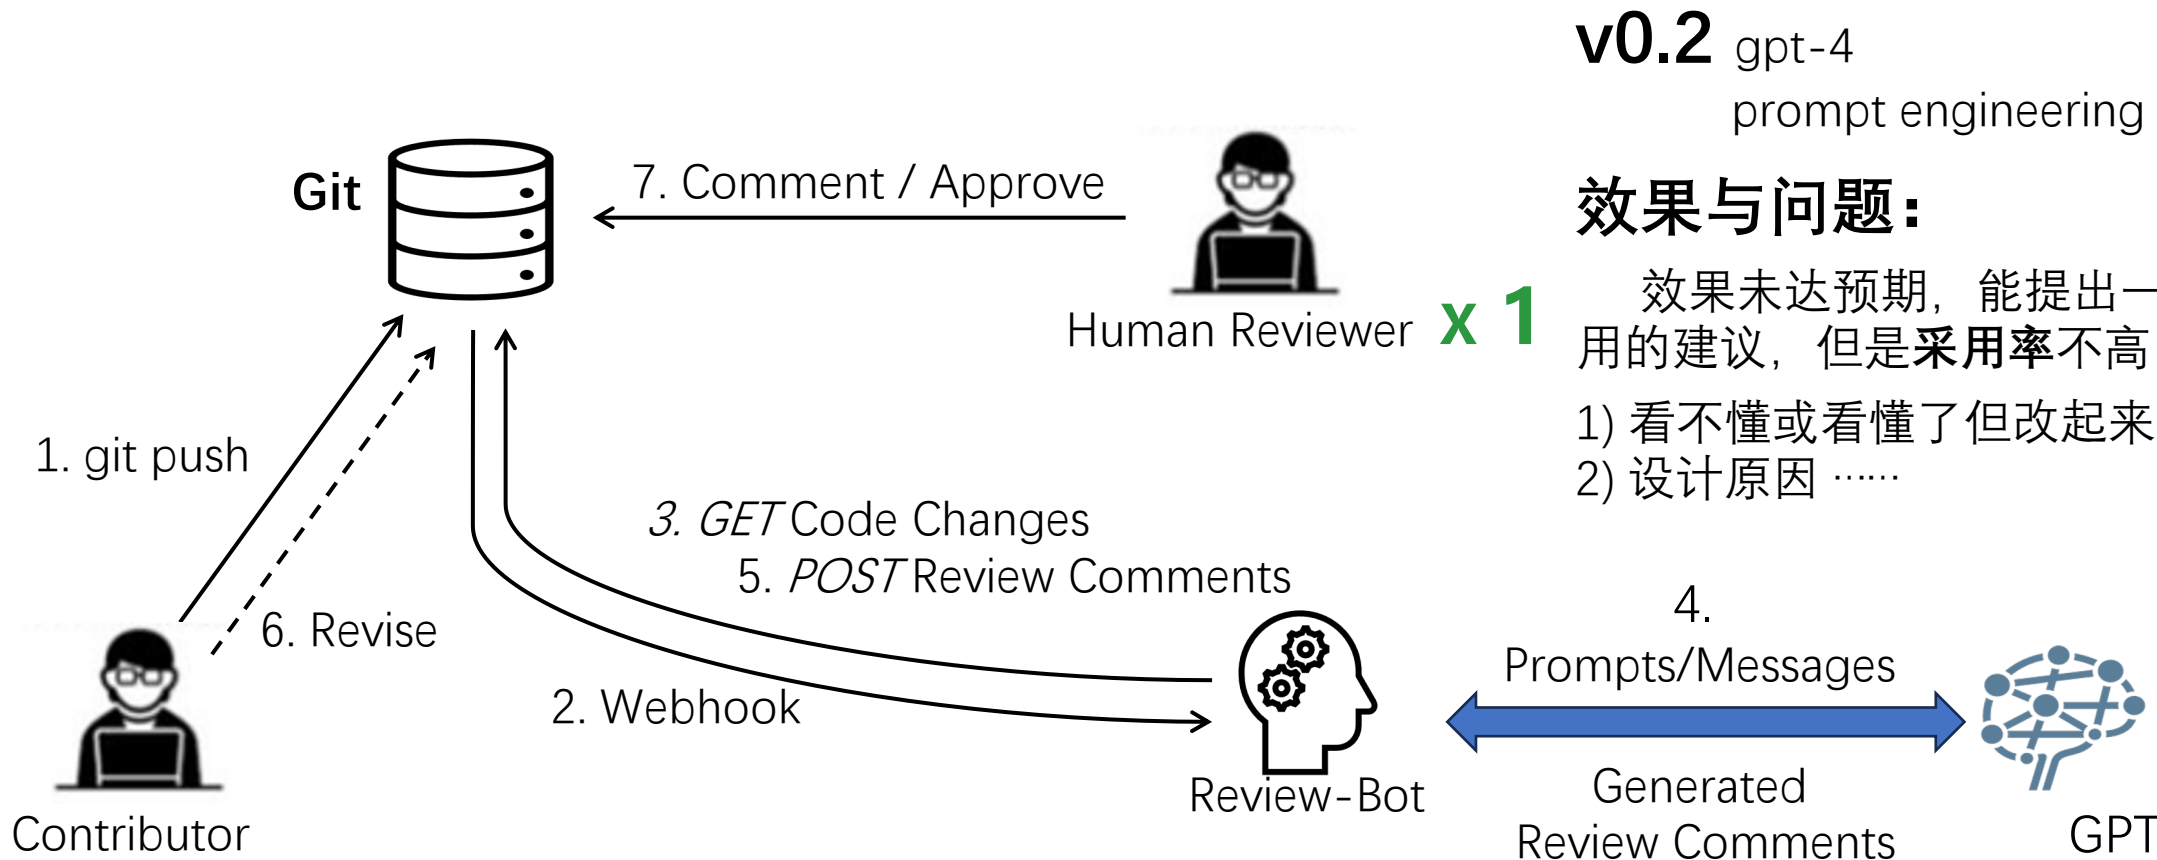 v0.2 gpt-4
prompt engineering
效果与问题：
效果未达预期，能提出一
用的建议，但是采用率不高
1) 看不懂或看懂了但改起来
2) 设计原因 ……
Git
7. Comment / Approve
Human Reviewer x 1
1. git push
3. GET Code Changes
5. POST Review Comments
6. Revise
2. Webhook
4.
Prompts/Messages
Generated
Review Comments
Review-Bot
Contributor
GPT